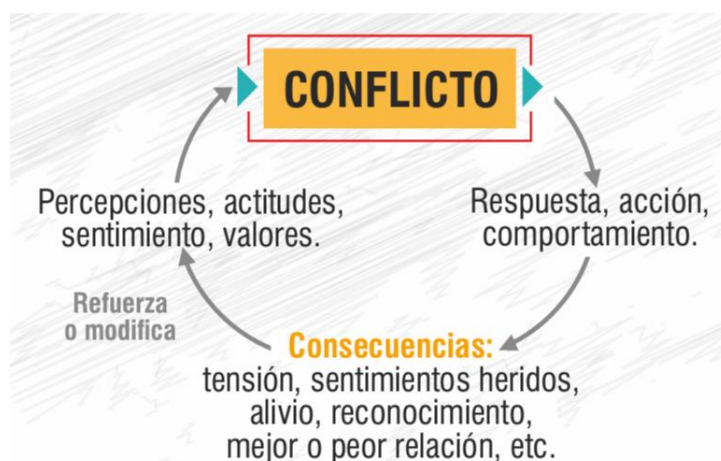 CONFLICTO
Percepciones, actitudes,
sentimiento, valores.
Respuesta, acción,
comportamiento.
Refuerza
o modifica
Consecuencias:
tensión, sentimientos heridos,
alivio, reconocimiento,
mejor o peor relación, etc.